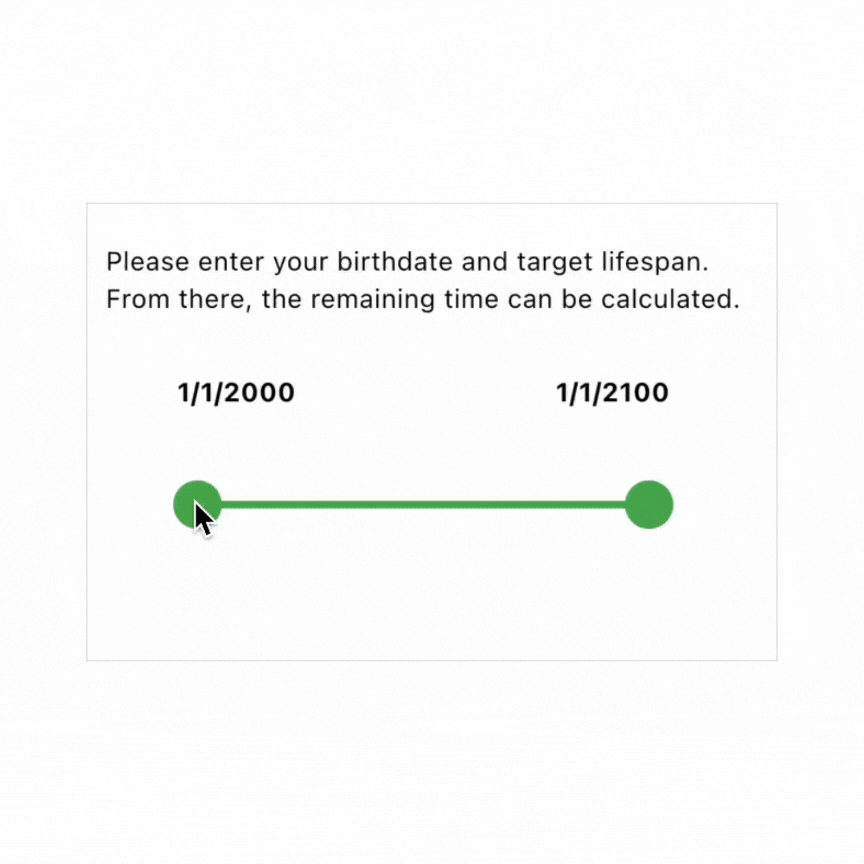 Please enter your birthdate and target lifespan.
From there, the remaining time can be calculated.
1/1/2000 1/1/2100